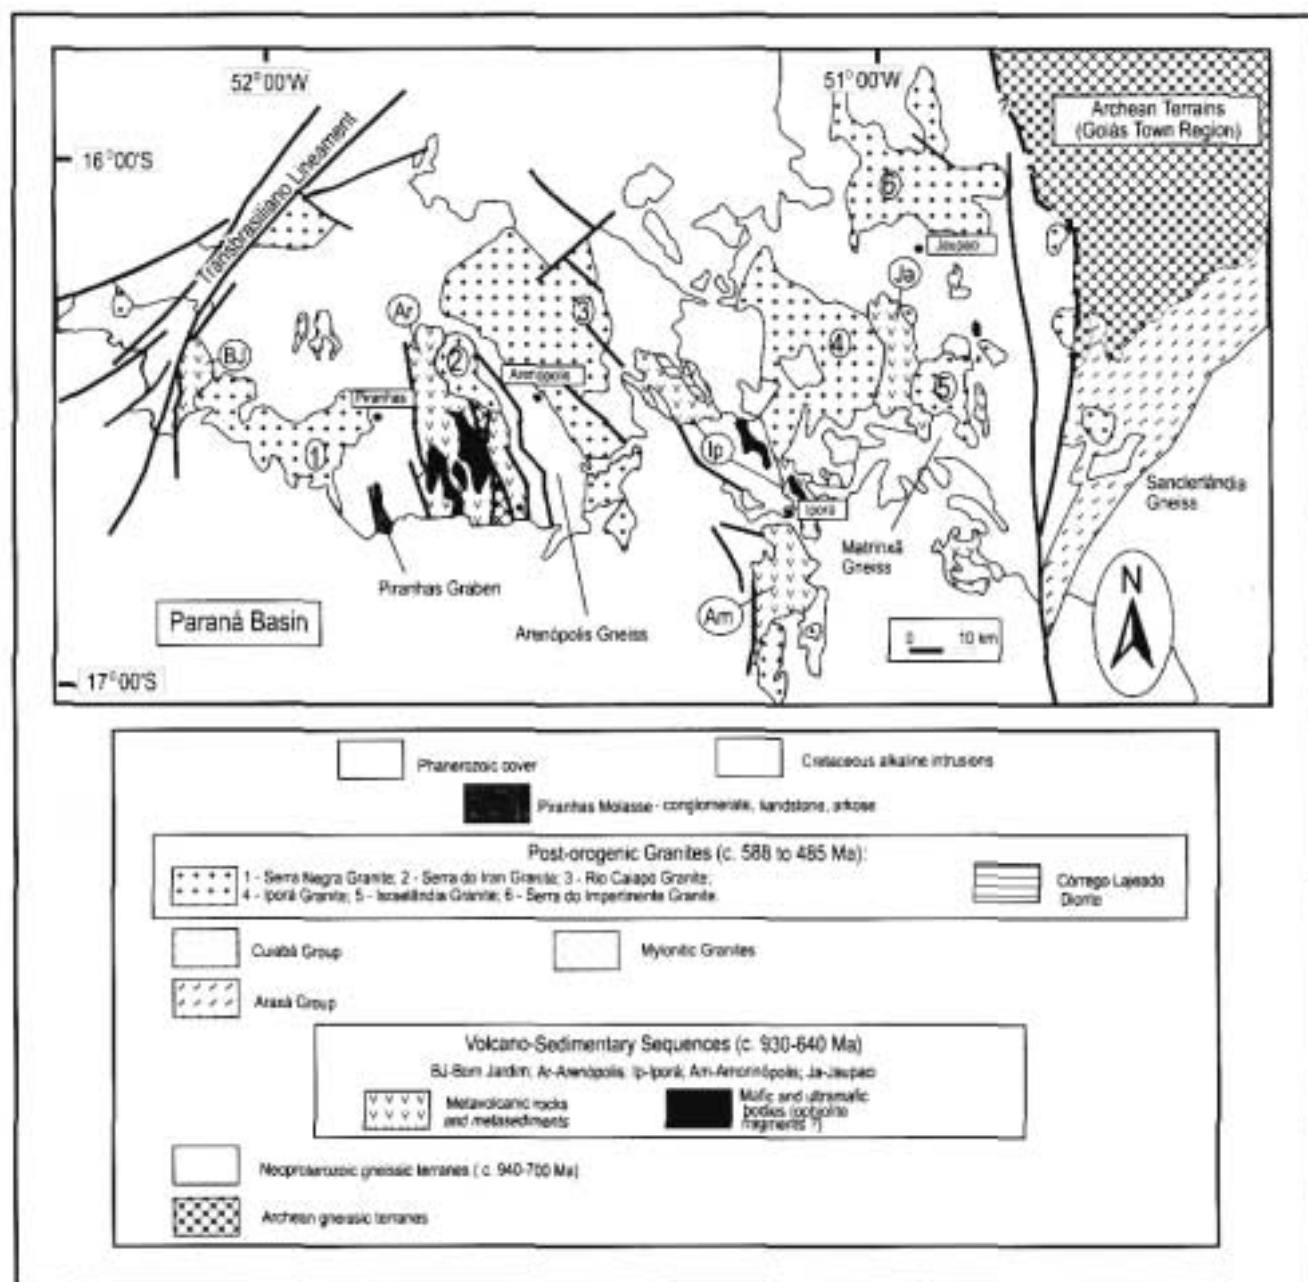 52°00'W
51°00'W
Archean Terrains
(Goiás Town Region)
16°00'S
Transbrasiliano Lineament
6
Jaupaci
Ja
Ar
3
BJ
2
4
Arenópolis
5
Piranhas
1
Ip
Sanclerlândia
Gneiss
Iporá
Matrinxã
Gneiss
Piranhas Graben
N
Paraná Basin
Arenópolis Gneiss
Am
0 10 km
17°00'S
Phanerozoic cover
Cretaceous alkaline intrusions
Piranhas Molasse - conglomerate, sandstone, arkose
Post-orogenic Granites (c. 588 to 485 Ma):
1 - Serra Negra Granite; 2 - Serra do Iran Granite; 3 - Rio Caiapó Granite;
4 - Iporá Granite; 5 - Israelândia Granite; 6 - Serra do Impertinente Granite.
Córrego Lajeado
Diorite
Cuiabá Group
Mylonitic Granites
Araxá Group
Volcano-Sedimentary Sequences (c. 930-640 Ma)
BJ-Bom Jardim; Ar-Arenópolis; Ip-Iporá; Am-Amorinópolis; Ja-Jaupaci
Metavolcanic rocks
and metasediments
Mafic and ultramafic
bodies (ophiolite
fragments ?)
Neoproterozoic gneissic terranes ( c. 940-700 Ma)
Archean gneissic terranes